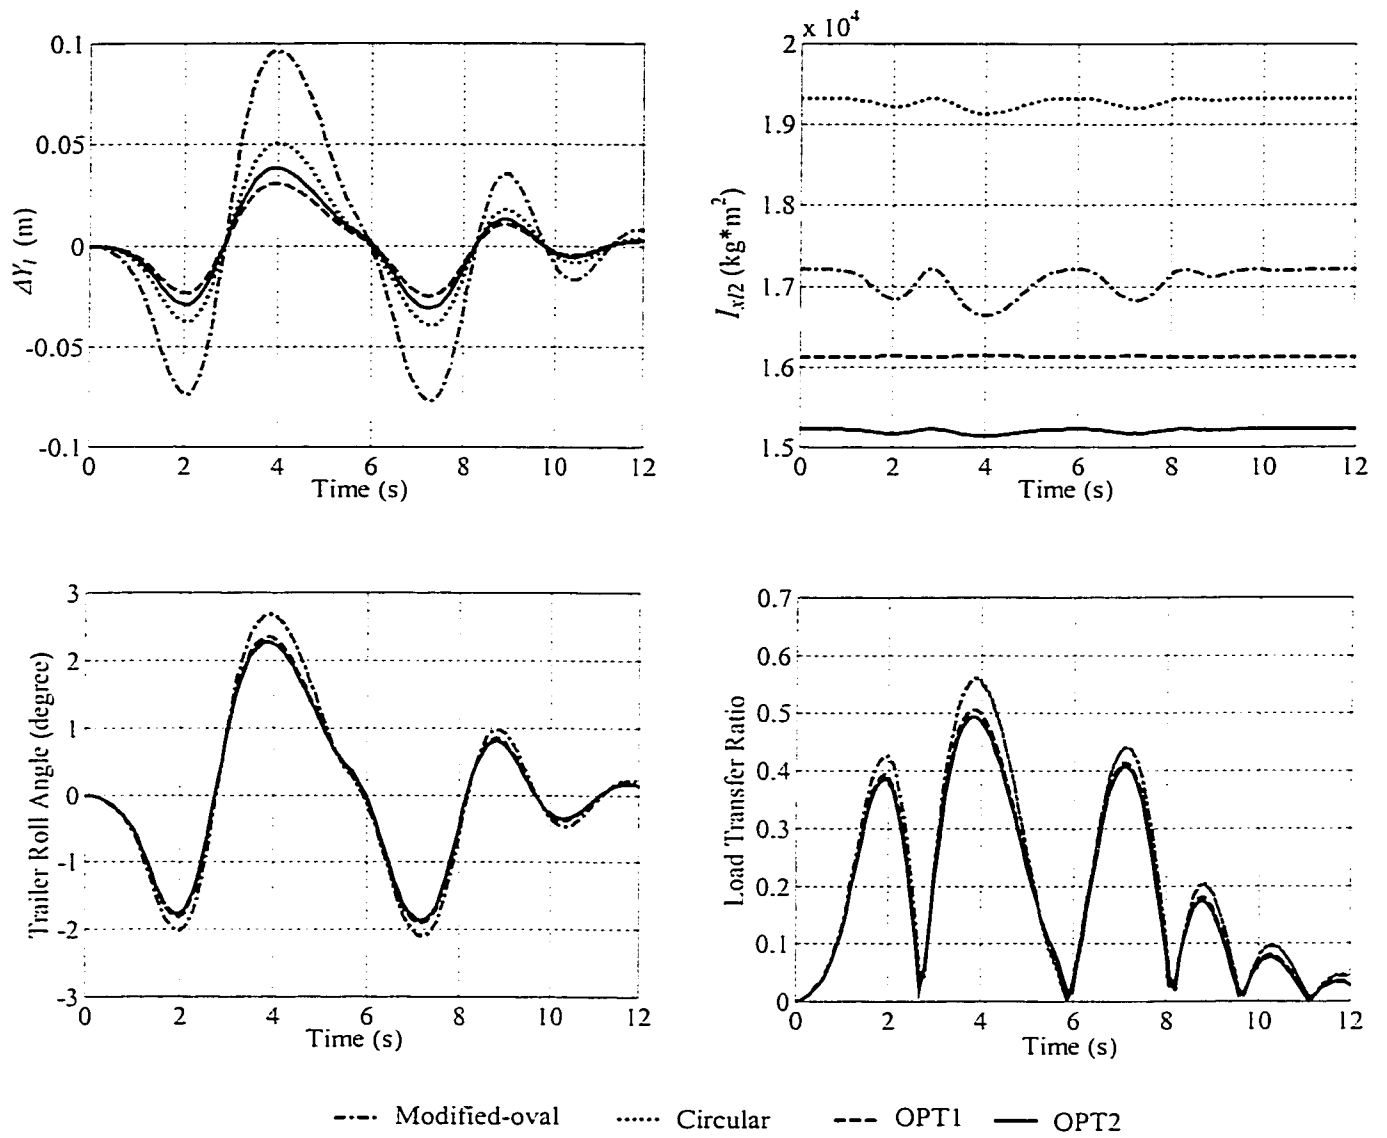 0.1
0.05
0
-0.05
-0.1
ΔY_l (m)
0 2 4 6 8 10 12
Time (s)
x 10^4
2
1.9
1.8
1.7
1.6
1.5
I_xl2 (kg*m^2)
0 2 4 6 8 10 12
Time (s)
3
2
1
0
-1
-2
-3
Trailer Roll Angle (degree)
0 2 4 6 8 10 12
Time (s)
0.7
0.6
0.5
0.4
0.3
0.2
0.1
0
Load Transfer Ratio
0 2 4 6 8 10 12
Time (s)
Modified-oval Circular OPT1 OPT2